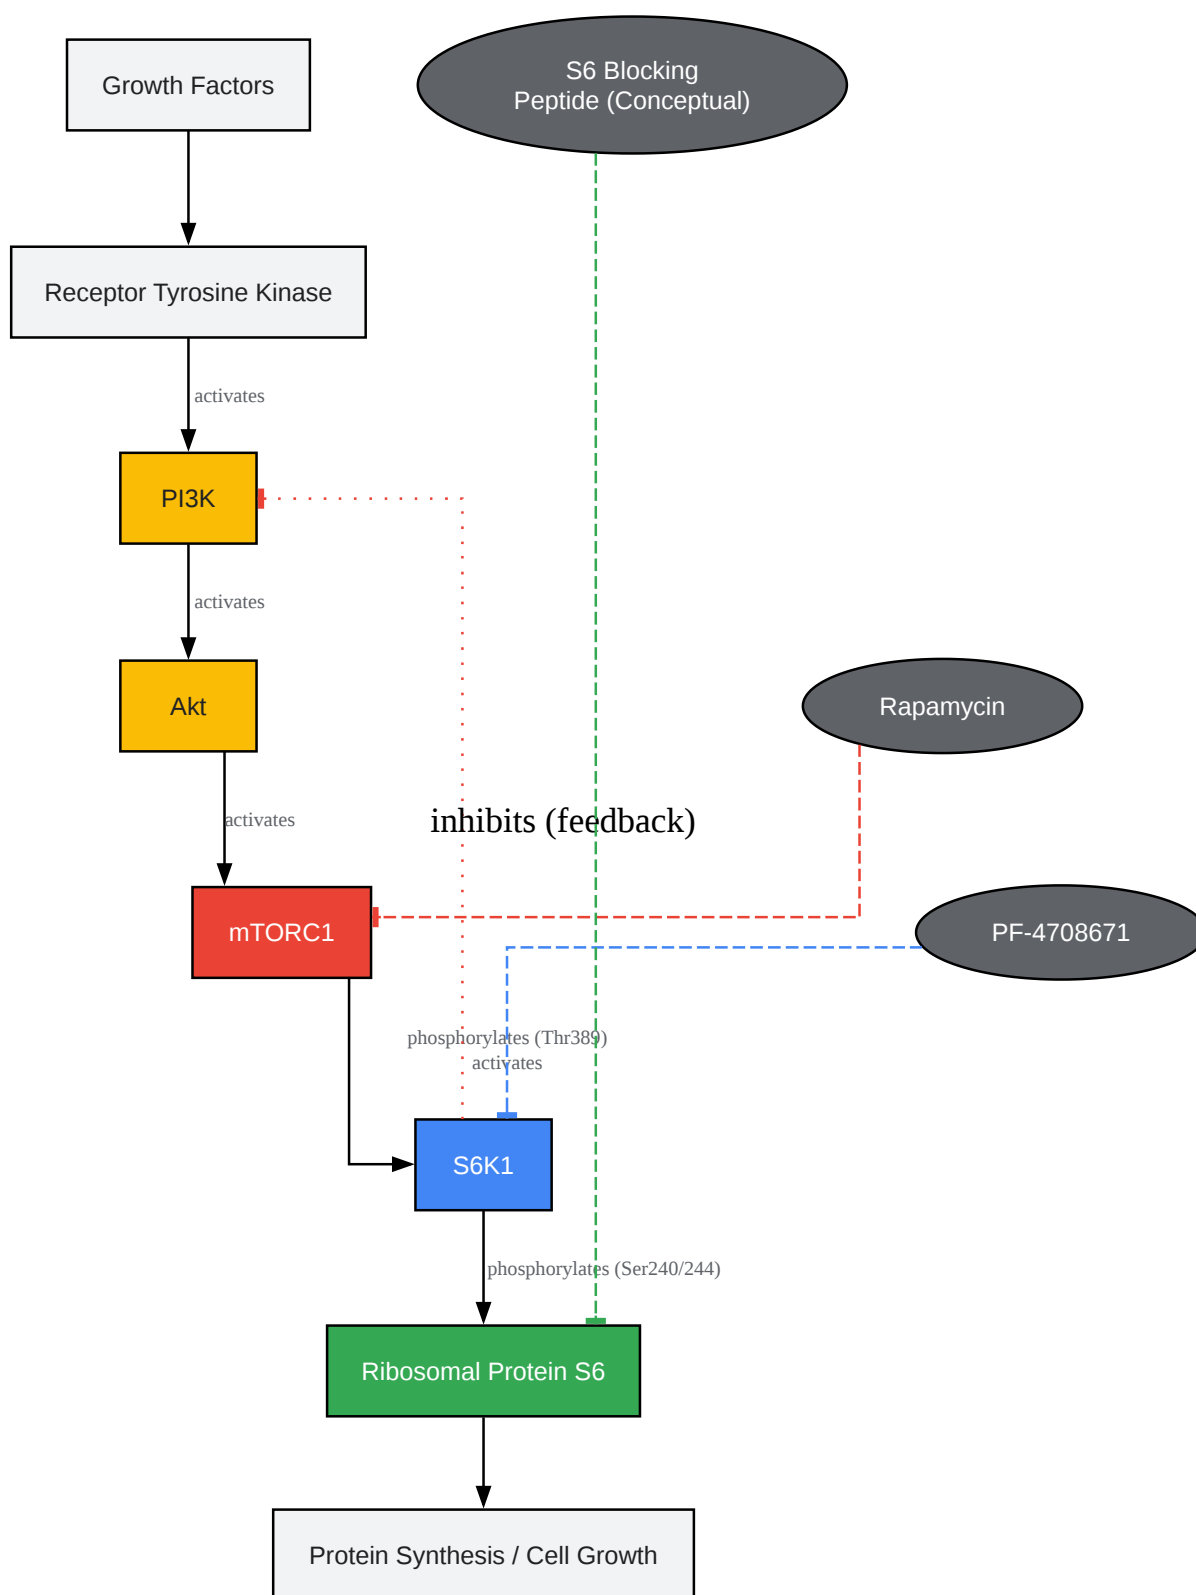 Growth Factors
S6 Blocking
Peptide (Conceptual)
Receptor Tyrosine Kinase
activates
PI3K
activates
Akt
Rapamycin
activates
inhibits (feedback)
mTORC1
PF-4708671
phosphorylates (Thr389)
activates
S6K1
phosphorylates (Ser240/244)
Ribosomal Protein S6
Protein Synthesis / Cell Growth